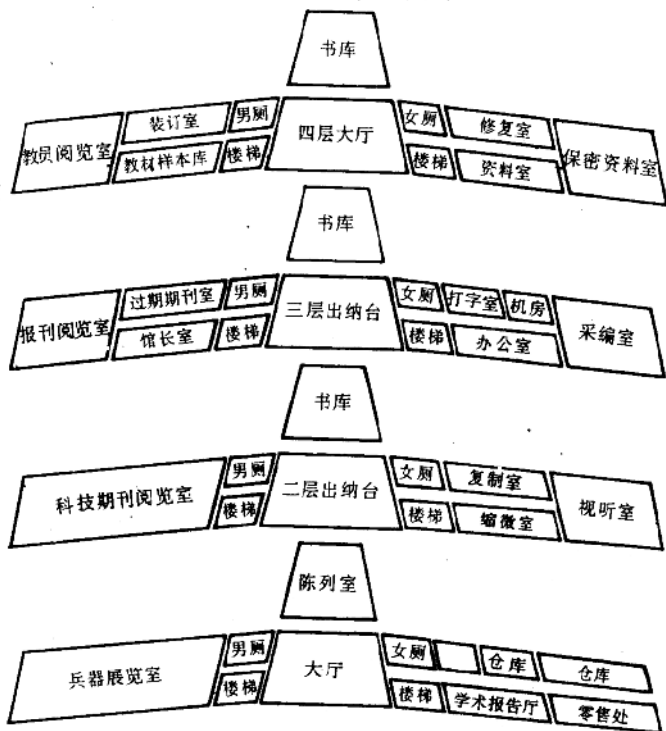 书库
装订室 男厕 女厕 修复室
教员阅览室 四层大厅 保密资料室
教材样本库 楼梯 楼梯 资料室
书库
过期期刊室 男厕 女厕 打字室 机房
报刊阅览室 三层出纳台 采编室
馆长室 楼梯 楼梯 办公室
书库
男厕 女厕 复制室
科技期刊阅览室 二层出纳台 视听室
楼梯 楼梯 缩微室
陈列室
男厕 女厕 仓库 仓库
兵器展览室 大厅
楼梯 楼梯 学术报告厅 零售处